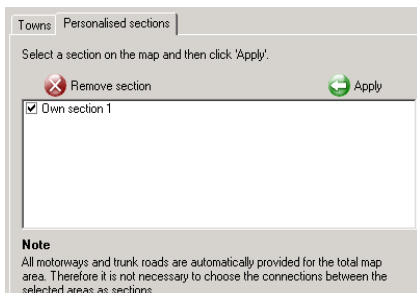 Towns Personalised sections
Select a section on the map and then click 'Apply'.
Remove section Apply
Own section 1
Note
All motorways and trunk roads are automatically provided for the total map
area. Therefore it is not necessary to choose the connections between the
selected areas as sections.